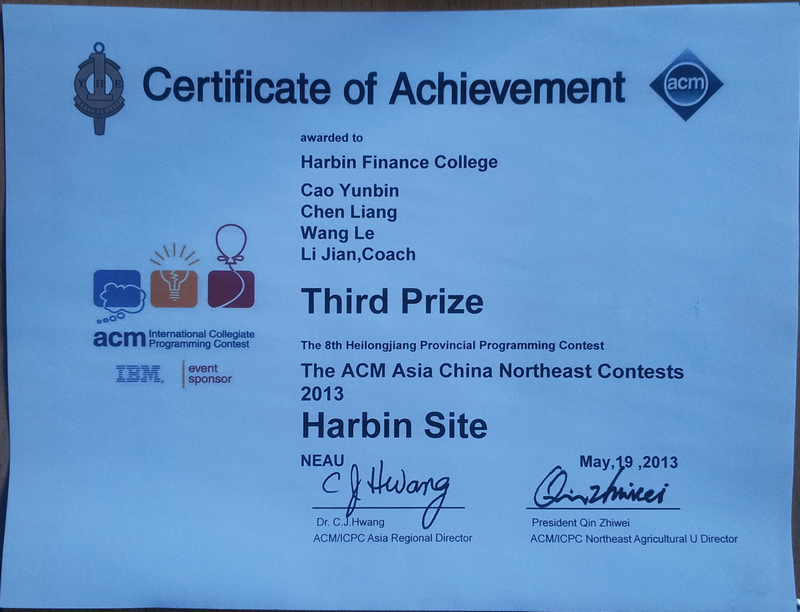 Certificate of Achievement
acm
Y Π E
awarded to
Harbin Finance College
Cao Yunbin
Chen Liang
Wang Le
Li Jian,Coach
Third Prize
acm International Collegiate
Programming Contest
The 8th Heilongjiang Provincial Programming Contest
IBM. event
sponsor
The ACM Asia China Northeast Contests
2013
Harbin Site
NEAU
May,19 ,2013
C J Hwang
Qin Zhiwei
Dr. C.J.Hwang
President Qin Zhiwei
ACM/ICPC Asia Regional Director
ACM/ICPC Northeast Agricultural U Director